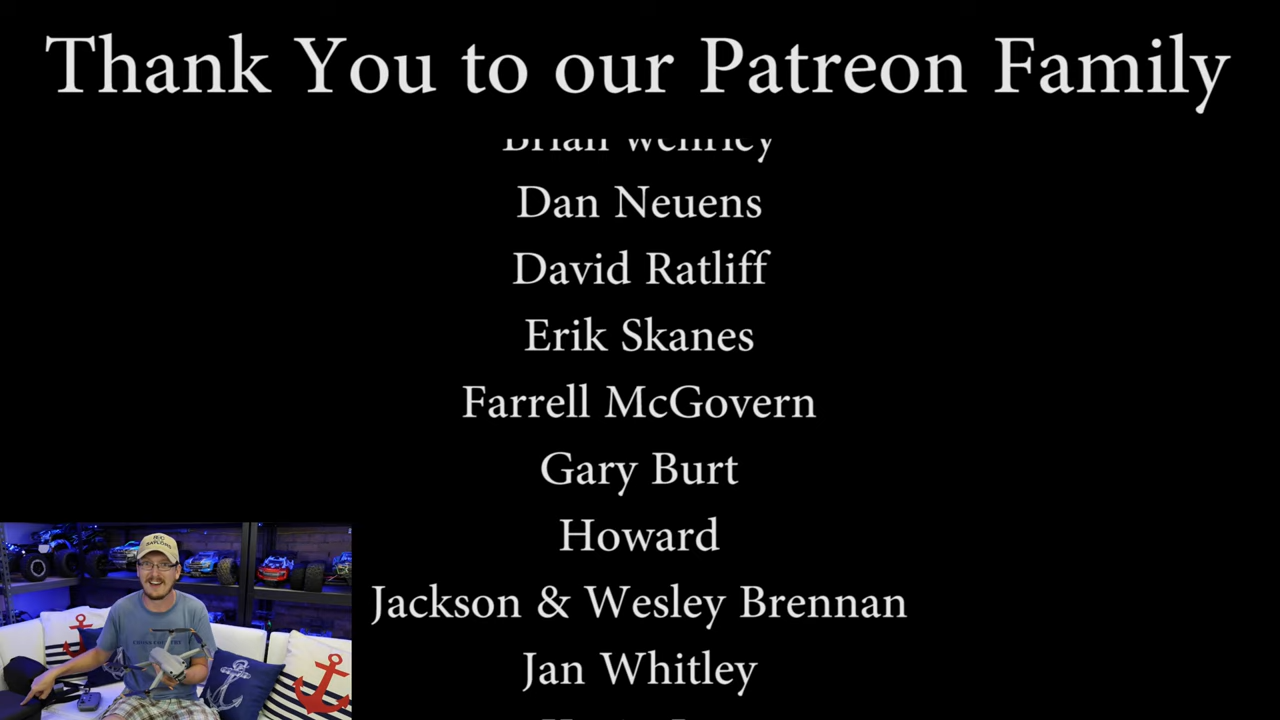 Thank You to our Patreon Family
Brian
Dan Neuens
David Ratliff
Erik Skanes
Farrell McGovern
Gary Burt
Howard
Jackson & Wesley Brennan
Jan Whitley